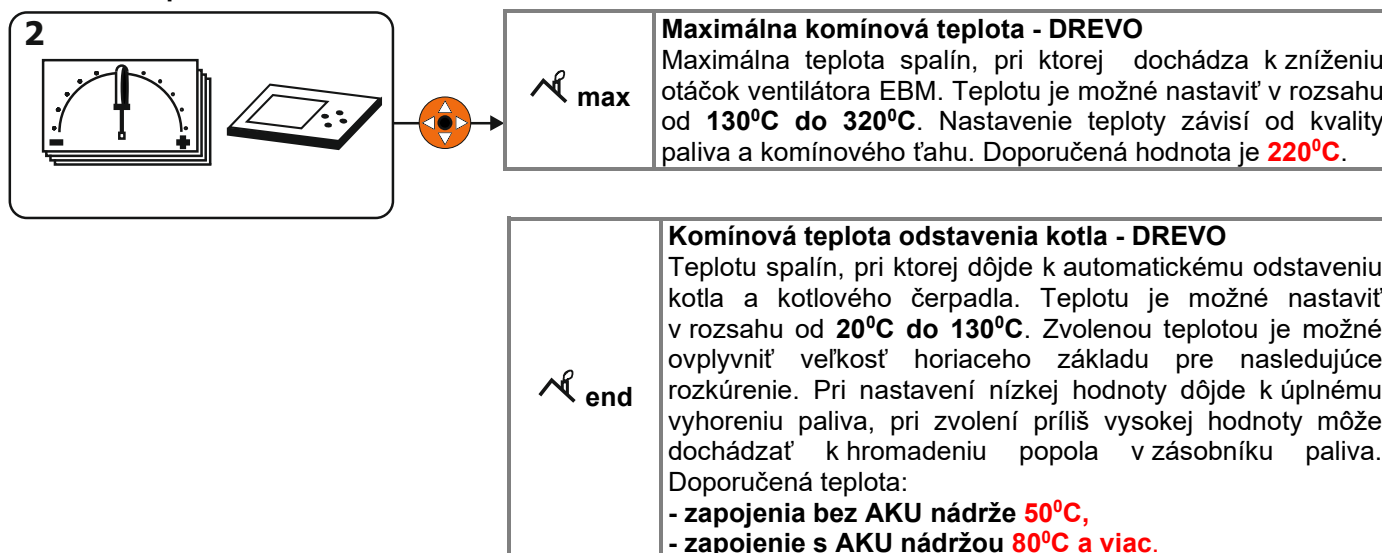 2
max
Maximálna komínová teplota - DREVO
Maximálna teplota spalín, pri ktorej dochádza k zníženiu
otáčok ventilátora EBM. Teplotu je možné nastaviť v rozsahu
od 130⁰C do 320⁰C. Nastavenie teploty závisí od kvality
paliva a komínového ťahu. Doporučená hodnota je 220⁰C.
end
Komínová teplota odstavenia kotla - DREVO
Teplotu spalín, pri ktorej dôjde k automatickému odstaveniu
kotla a kotlového čerpadla. Teplotu je možné nastaviť
v rozsahu od 20⁰C do 130⁰C. Zvolenou teplotou je možné
ovplyvniť veľkosť horiaceho základu pre nasledujúce
rozkúrenie. Pri nastavení nízkej hodnoty dôjde k úplnému
vyhoreniu paliva, pri zvolení príliš vysokej hodnoty môže
dochádzať k hromadeniu popola v zásobníku paliva.
Doporučená teplota:
- zapojenia bez AKU nádrže 50⁰C,
- zapojenie s AKU nádržou 80⁰C a viac.